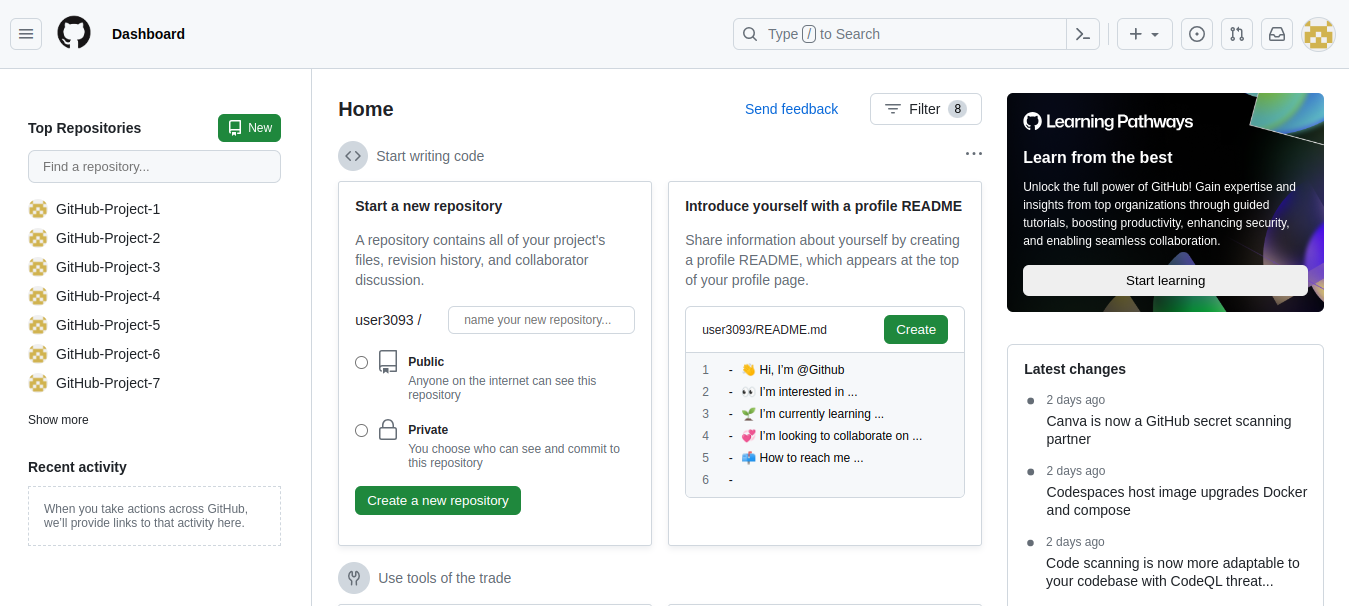 Dashboard
Type / to Search
Top Repositories
New
Find a repository...
GitHub-Project-1
GitHub-Project-2
GitHub-Project-3
GitHub-Project-4
GitHub-Project-5
GitHub-Project-6
GitHub-Project-7
Show more
Recent activity
When you take actions across GitHub,
we'll provide links to that activity here.
Home
Send feedback
Filter 8
Start writing code
Start a new repository
A repository contains all of your project's
files, revision history, and collaborator
discussion.
user3093 /
name your new repository...
Public
Anyone on the internet can see this
repository
Private
You choose who can see and commit to
this repository
Create a new repository
Introduce yourself with a profile README
Share information about yourself by creating
a profile README, which appears at the top
of your profile page.
user3093/README.md
Create
1 - 👋 Hi, I'm @Github
2 - 👀 I'm interested in ...
3 - 🌱 I'm currently learning ...
4 - 💞️ I'm looking to collaborate on ...
5 - 📫 How to reach me ...
6 -
Use tools of the trade
Learning Pathways
Learn from the best
Unlock the full power of GitHub! Gain expertise and
insights from top organizations through guided
tutorials, boosting productivity, enhancing security,
and enabling seamless collaboration.
Start learning
Latest changes
2 days ago
Canva is now a GitHub secret scanning
partner
2 days ago
Codespaces host image upgrades Docker
and compose
2 days ago
Code scanning is now more adaptable to
your codebase with CodeQL threat...